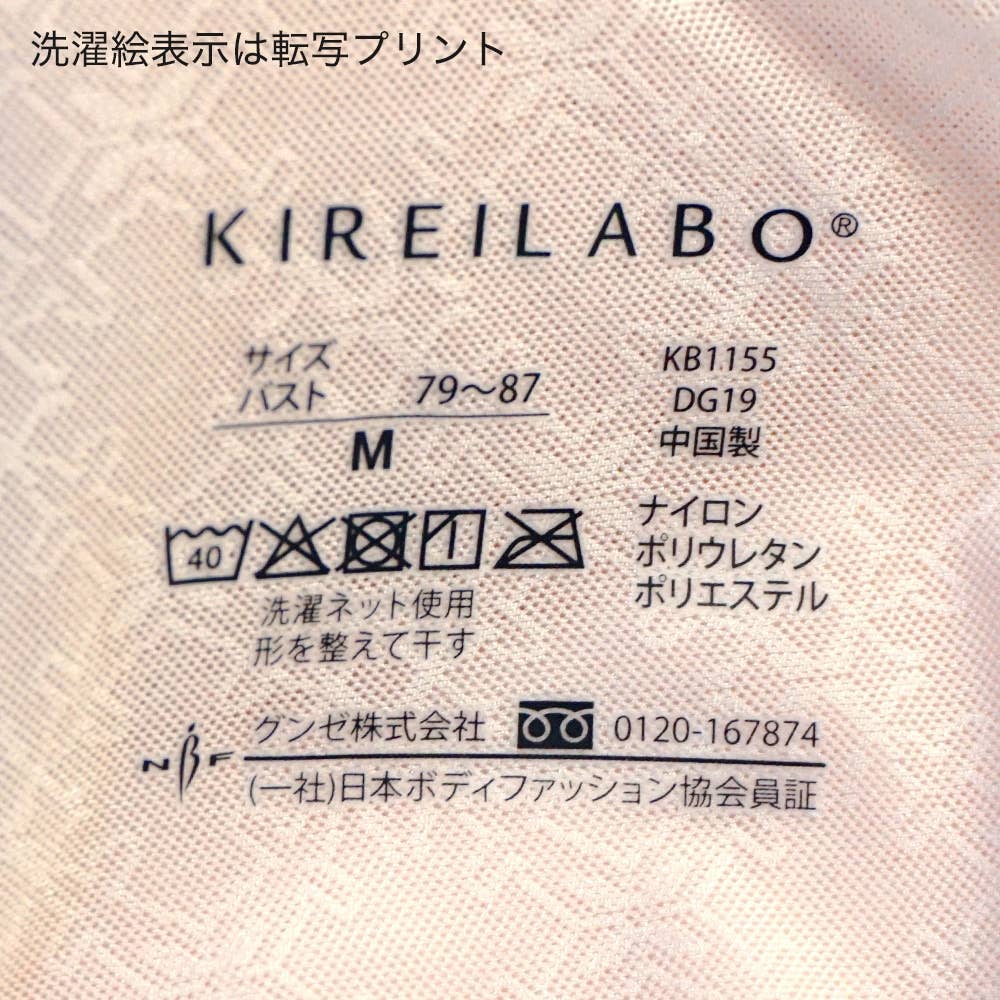 洗濯絵表示は転写プリント
KIREILABO®
サイズ
バスト 79〜87
M
KB1155
DG19
中国製
40
ナイロン
ポリウレタン
ポリエステル
洗濯ネット使用
形を整えて干す
グンゼ株式会社 0120-167874
NBF
(一社)日本ボディファッション協会員証